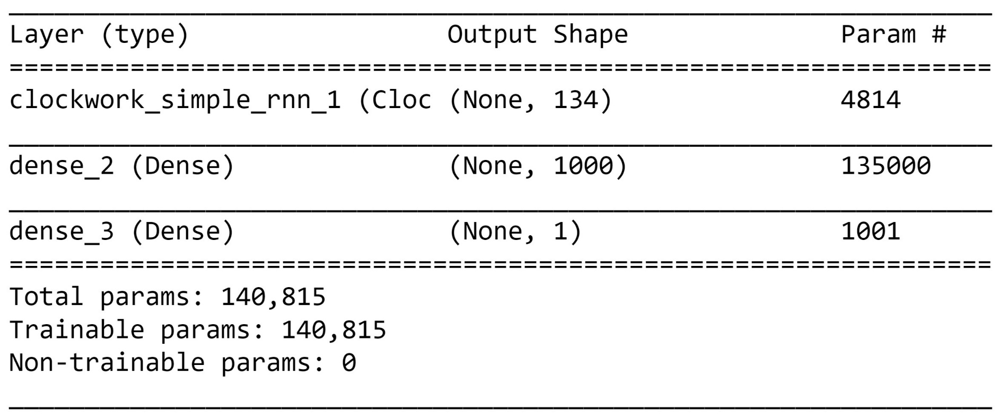 Layer (type) Output Shape Param #
=================================================================
clockwork_simple_rnn_1 (Cloc (None, 134) 4814
_________________________________________________________________
dense_2 (Dense) (None, 1000) 135000
_________________________________________________________________
dense_3 (Dense) (None, 1) 1001
=================================================================
Total params: 140,815
Trainable params: 140,815
Non-trainable params: 0
_________________________________________________________________